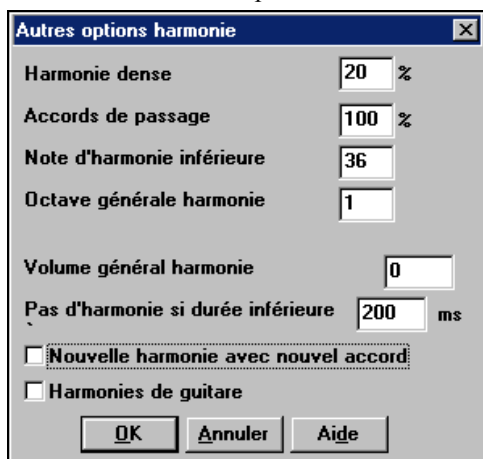 Autres options harmonie
Harmonie dense 20 %
Accords de passage 100 %
Note d'harmonie inférieure 36
Octave générale harmonie 1
Volume général harmonie 0
Pas d'harmonie si durée inférieure 200 ms
Nouvelle harmonie avec nouvel accord
Harmonies de guitare
OK Annuler Aide